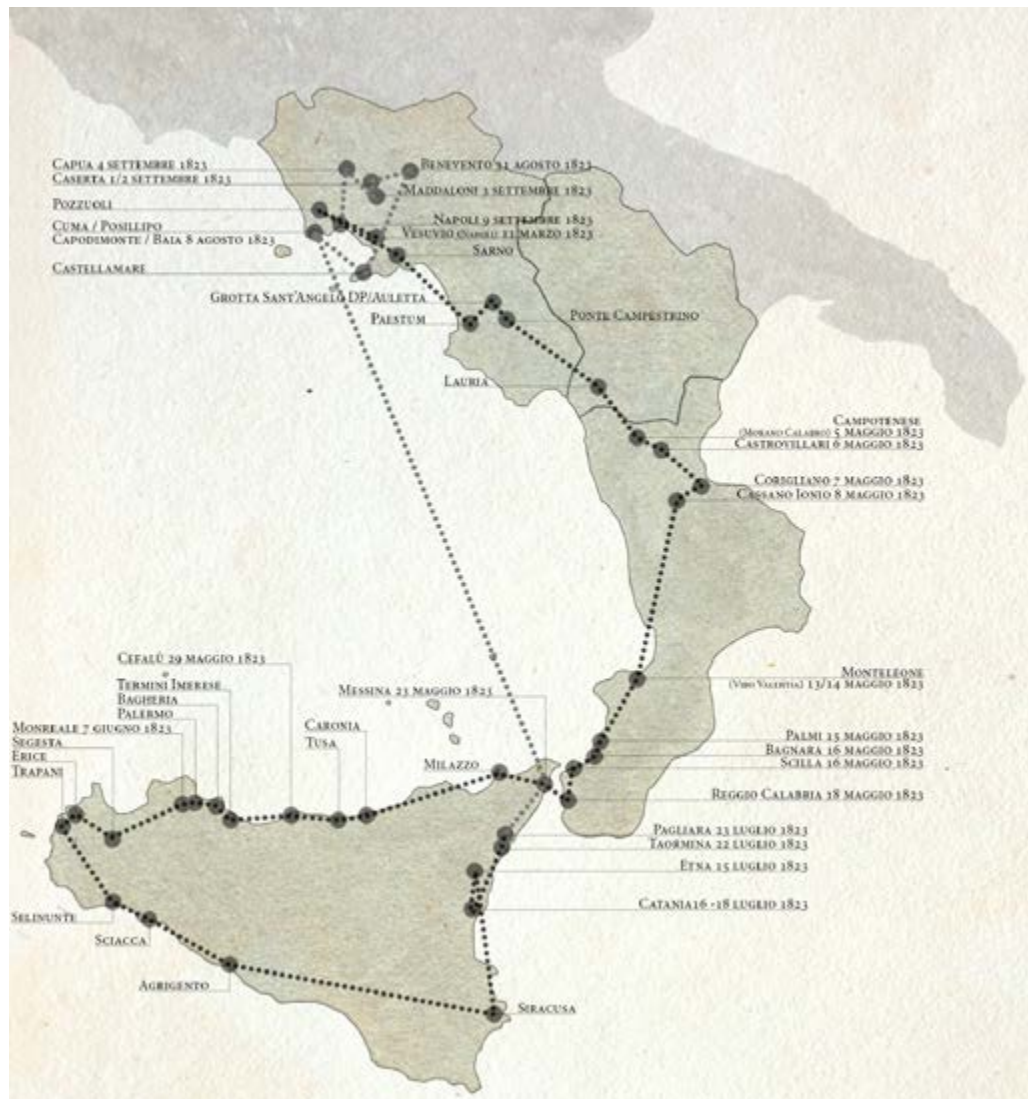 Capua 4 settembre 1823
Caserta 1/2 settembre 1823
Pozzuoli
Cuma / Posillipo
Capodimonte / Baia 8 agosto 1823
Castellamare
Benevento 31 agosto 1823
Maddaloni 3 settembre 1823
Napoli 9 settembre 1823
Vesuvio (Napoli) 11 marzo 1823
Sarno
Grotta Sant'Angelo DP/Auletta
Paestum
Ponte Campestrino
Lauria
Campotenese
(Morano Calabro) 5 maggio 1823
Castrovillari 6 maggio 1823
Corigliano 7 maggio 1823
Cassano Ionio 8 maggio 1823
Monteleone
(Vibo Valentia) 13/14 maggio 1823
Palmi 15 maggio 1823
Bagnara 16 maggio 1823
Scilla 16 maggio 1823
Reggio Calabria 18 maggio 1823
Cefalù 29 maggio 1823
Termini Imerese
Bagheria
Palermo
Monreale 7 giugno 1823
Segesta
Erice
Trapani
Messina 23 maggio 1823
Caronia
Tusa
Milazzo
Pagliara 23 luglio 1823
Taormina 22 luglio 1823
Etna 15 luglio 1823
Catania16 -18 luglio 1823
Selinunte
Sciacca
Agrigento
Siracusa